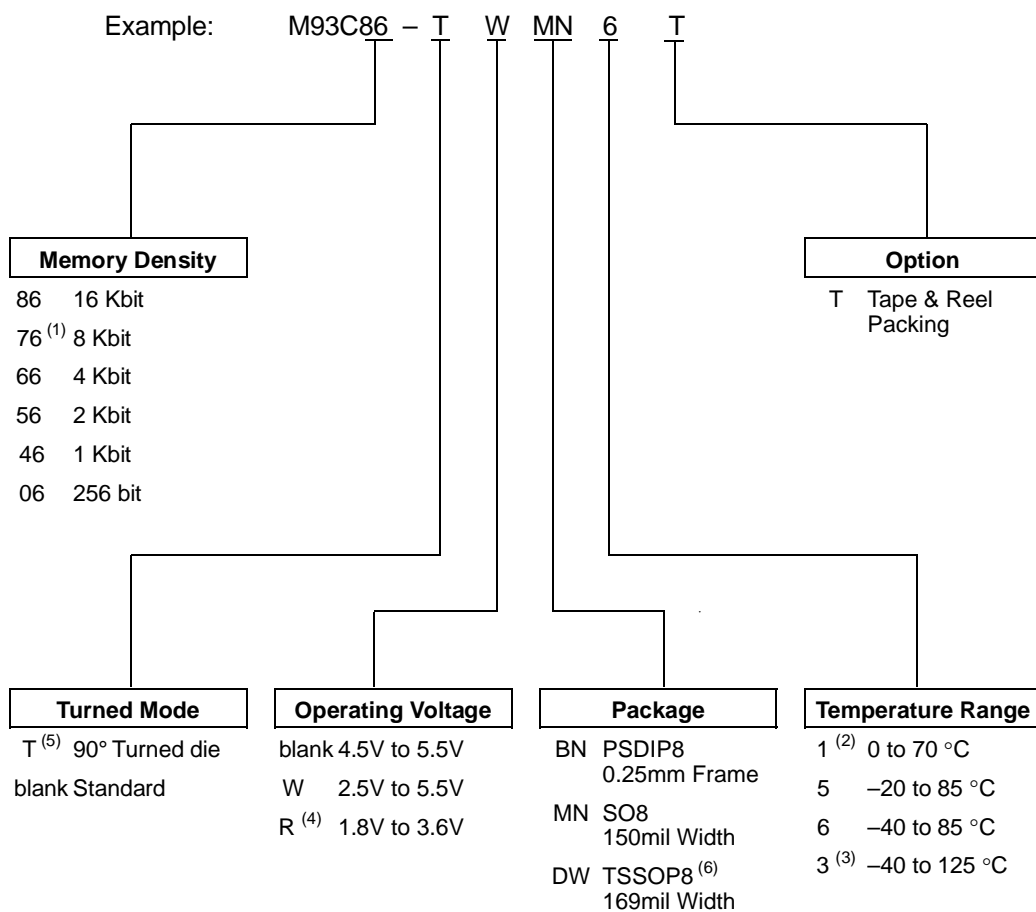 Example: M93C86 – T W MN 6 T
Memory Density
86 16 Kbit
76 (1) 8 Kbit
66 4 Kbit
56 2 Kbit
46 1 Kbit
06 256 bit
Option
T Tape & Reel
Packing
Turned Mode
T (5) 90° Turned die
blank Standard
Operating Voltage
blank 4.5V to 5.5V
W 2.5V to 5.5V
R (4) 1.8V to 3.6V
Package
BN PSDIP8
0.25mm Frame
MN SO8
150mil Width
DW TSSOP8 (6)
169mil Width
Temperature Range
1 (2) 0 to 70 °C
5 –20 to 85 °C
6 –40 to 85 °C
3 (3) –40 to 125 °C